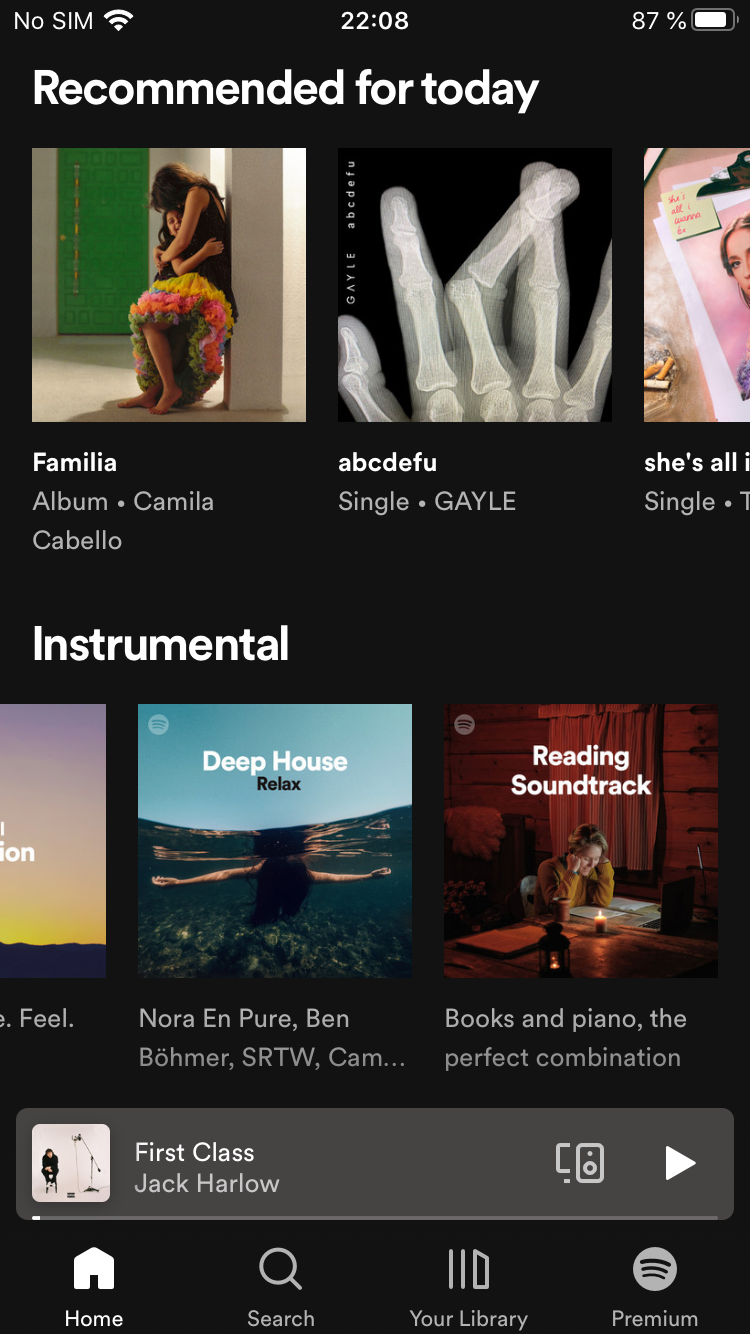 No SIM 22:08 87 %
Recommended for today
GAYLE abcdefu
she's
all i
wanna
be
Familia
Album • Camila
Cabello
abcdefu
Single • GAYLE
she's all i
Single • T
Instrumental
l
ion
Deep House
Relax
Reading
Soundtrack
e. Feel.
Nora En Pure, Ben
Böhmer, SRTW, Cam...
Books and piano, the
perfect combination
First Class
Jack Harlow
Home Search Your Library Premium